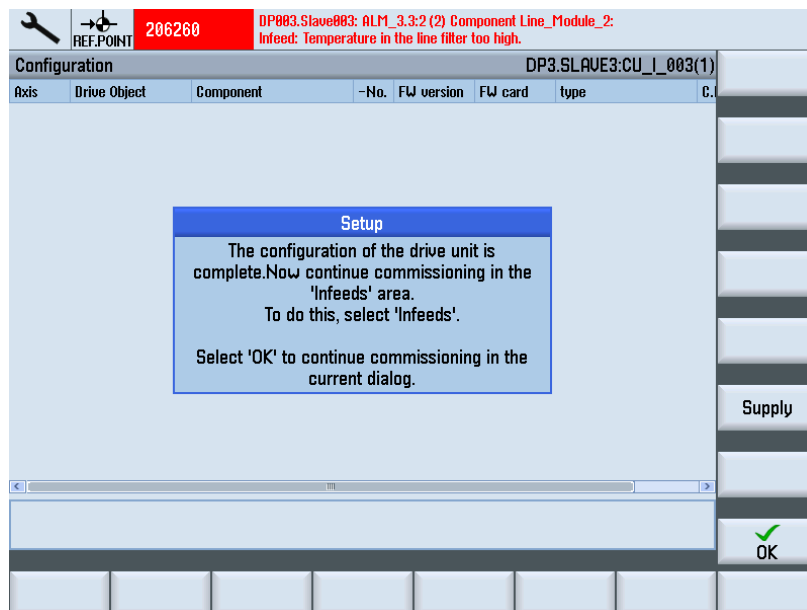 REF.POINT
206260
DP003.Slave003: ALM_3.3:2 (2) Component Line_Module_2:
Infeed: Temperature in the line filter too high.
Configuration
DP3.SLAVE3:CU_I_003(1)
Axis Drive Object Component -No. FW version FW card type C.
Setup
The configuration of the drive unit is
complete.Now continue commissioning in the
'Infeeds' area.
To do this, select 'Infeeds'.
Select 'OK' to continue commissioning in the
current dialog.
Supply
OK